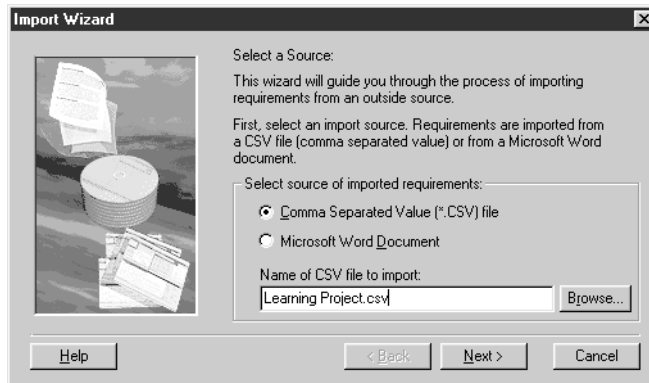 Import Wizard
Select a Source:
This wizard will guide you through the process of importing
requirements from an outside source.
First, select an import source. Requirements are imported from
a CSV file (comma separated value) or from a Microsoft Word
document.
Select source of imported requirements:
Comma Separated Value (*.CSV) file
Microsoft Word Document
Name of CSV file to import:
Learning Project.csv
Browse...
Help
< Back
Next >
Cancel